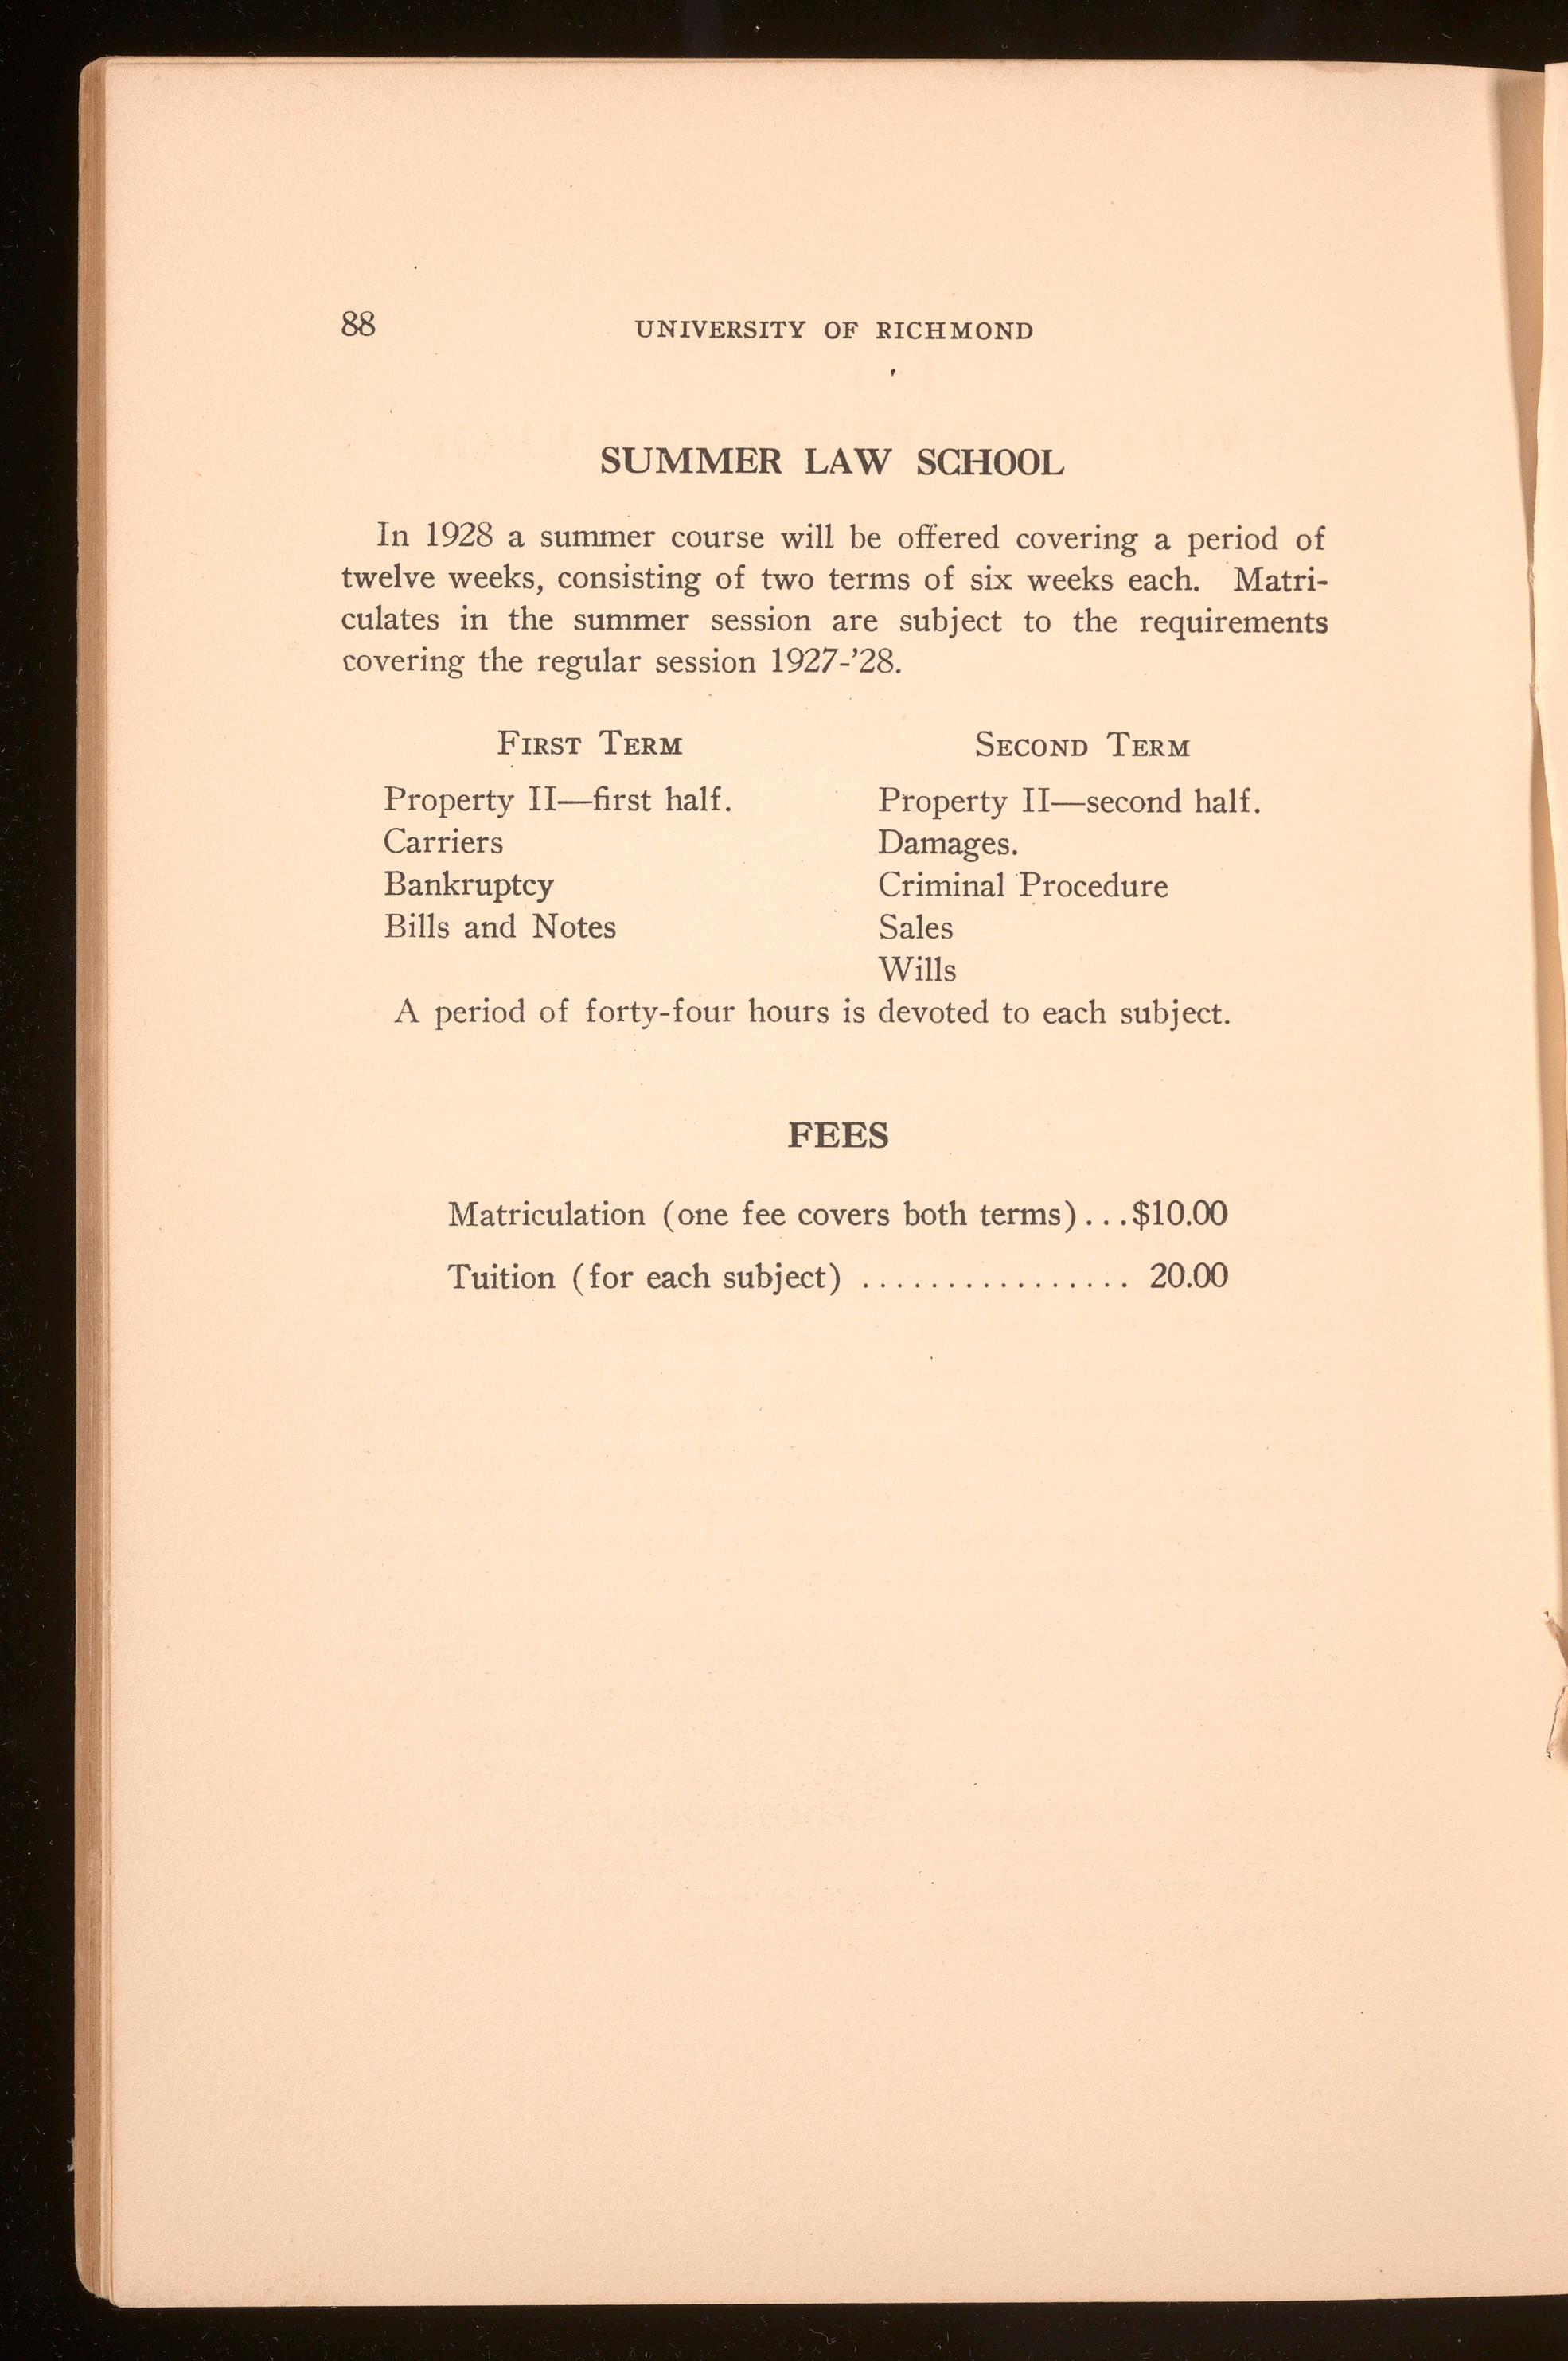 88 UNIVERSITY OF RICHMOND
SUMMER LAW SCHOOL
In 1928 a summer course will be offered covering a period of
twelve weeks, consisting of two terms of six weeks each. Matri-
culates in the summer session are subject to the requirements
covering the regular session 1927-'28.
FIRST TERM
Property II—first half.
Carriers
Bankruptcy
Bills and Notes
SECOND TERM
Property II—second half.
Damages.
Criminal Procedure
Sales
Wills
A period of forty-four hours is devoted to each subject.
FEES
Matriculation (one fee covers both terms)...$10.00
Tuition (for each subject) ................ 20.00